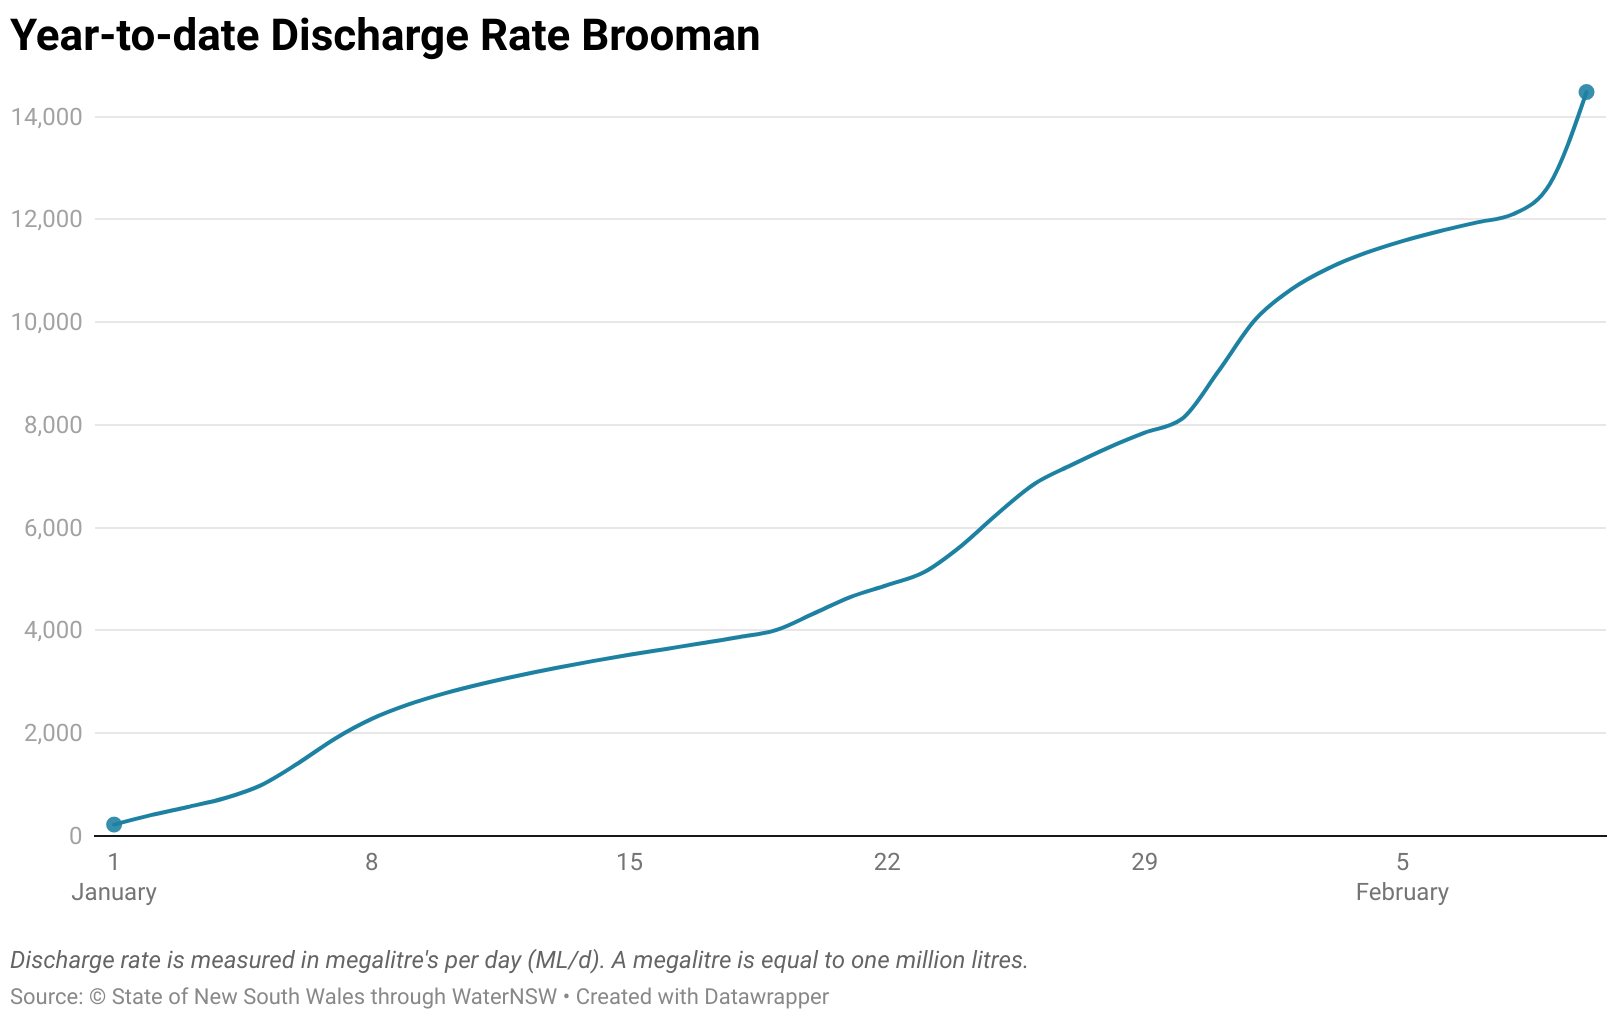 Year-to-date Discharge Rate Brooman
14,000
12,000
10,000
8,000
6,000
4,000
2,000
0
1 8 15 22 29 5
January February
Discharge rate is measured in megalitre's per day (ML/d). A megalitre is equal to one million litres.
Source: © State of New South Wales through WaterNSW • Created with Datawrapper